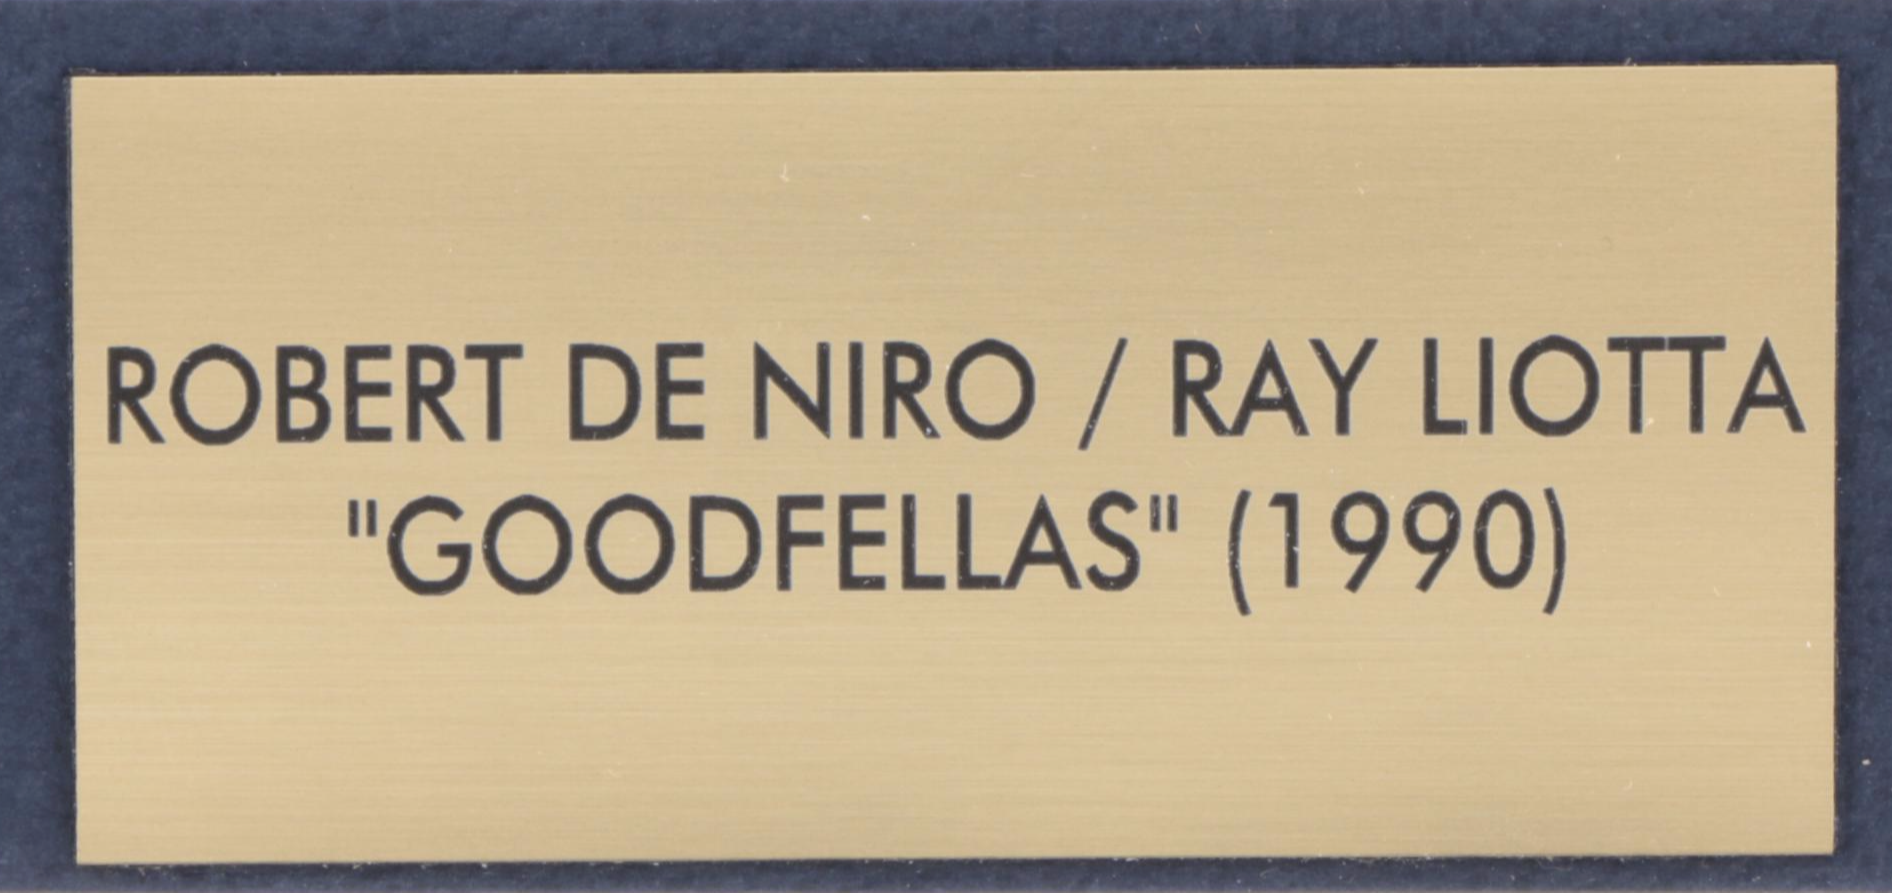 ROBERT DE NIRO / RAY LIOTTA
"GOODFELLAS" (1990)